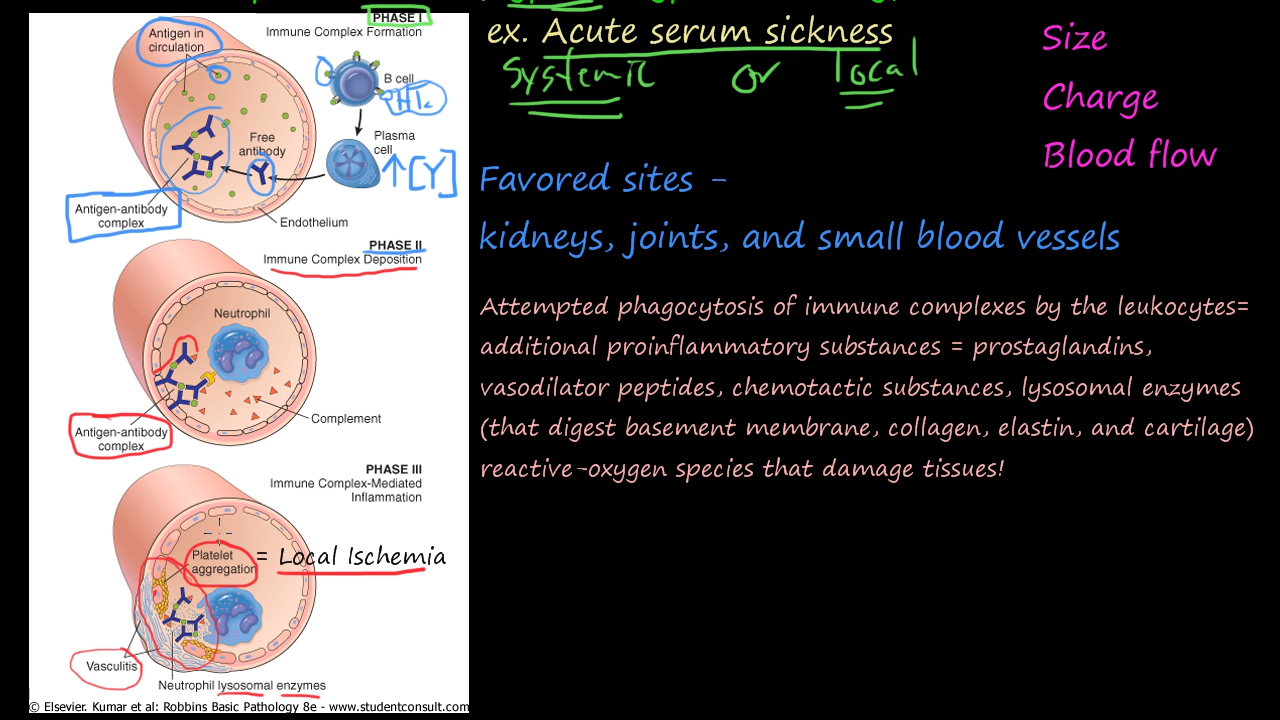 PHASE I
Immune Complex Formation
Antigen in
circulation
B cell
Plasma
cell
Free
antibody
↑[Y]
Antigen-antibody
complex
Endothelium
PHASE II
Immune Complex Deposition
Neutrophil
Complement
Antigen-antibody
complex
PHASE III
Immune Complex-Mediated
Inflammation
Platelet
aggregation
= Local Ischemia
Vasculitis
Neutrophil lysosomal enzymes
© Elsevier. Kumar et al: Robbins Basic Pathology 8e - www.studentconsult.com
ex. Acute serum sickness
Systemic or local
Size
Charge
Blood flow
Favored sites -
kidneys, joints, and small blood vessels
Attempted phagocytosis of immune complexes by the leukocytes=
additional proinflammatory substances = prostaglandins,
vasodilator peptides, chemotactic substances, lysosomal enzymes
(that digest basement membrane, collagen, elastin, and cartilage)
reactive-oxygen species that damage tissues!